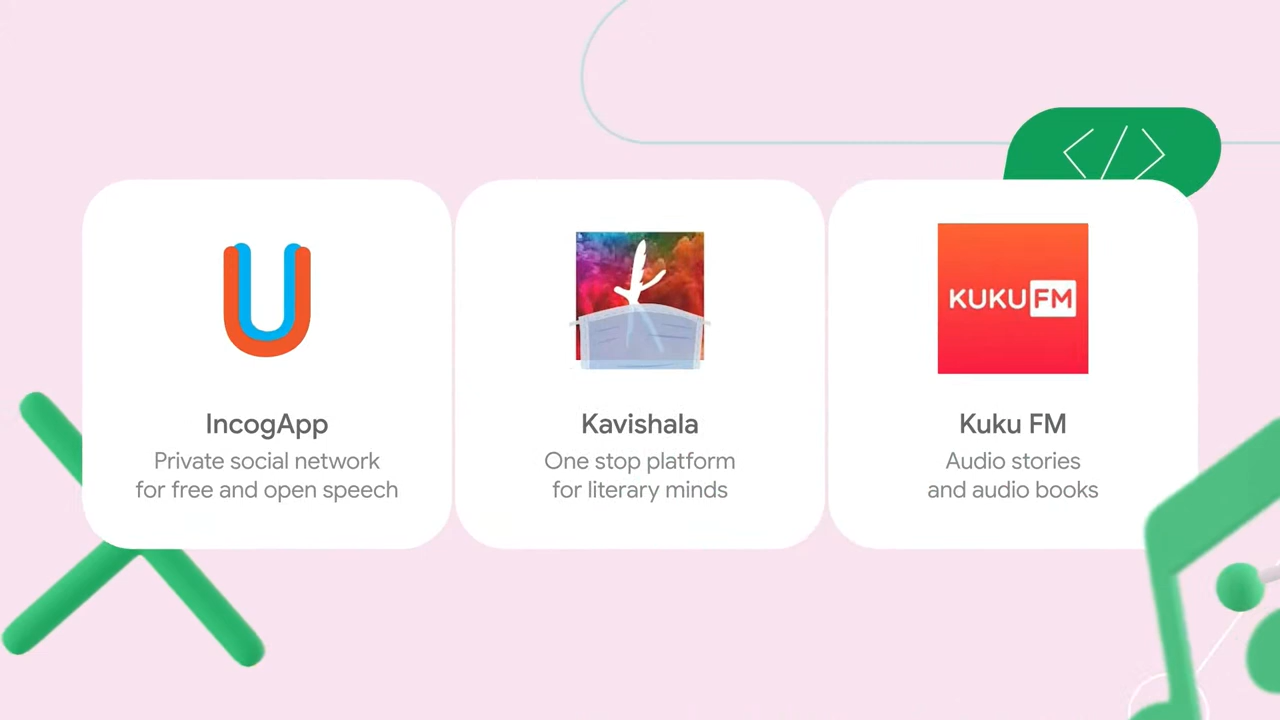 </>
KUKU FM
IncogApp
Private social network
for free and open speech
Kavishala
One stop platform
for literary minds
Kuku FM
Audio stories
and audio books